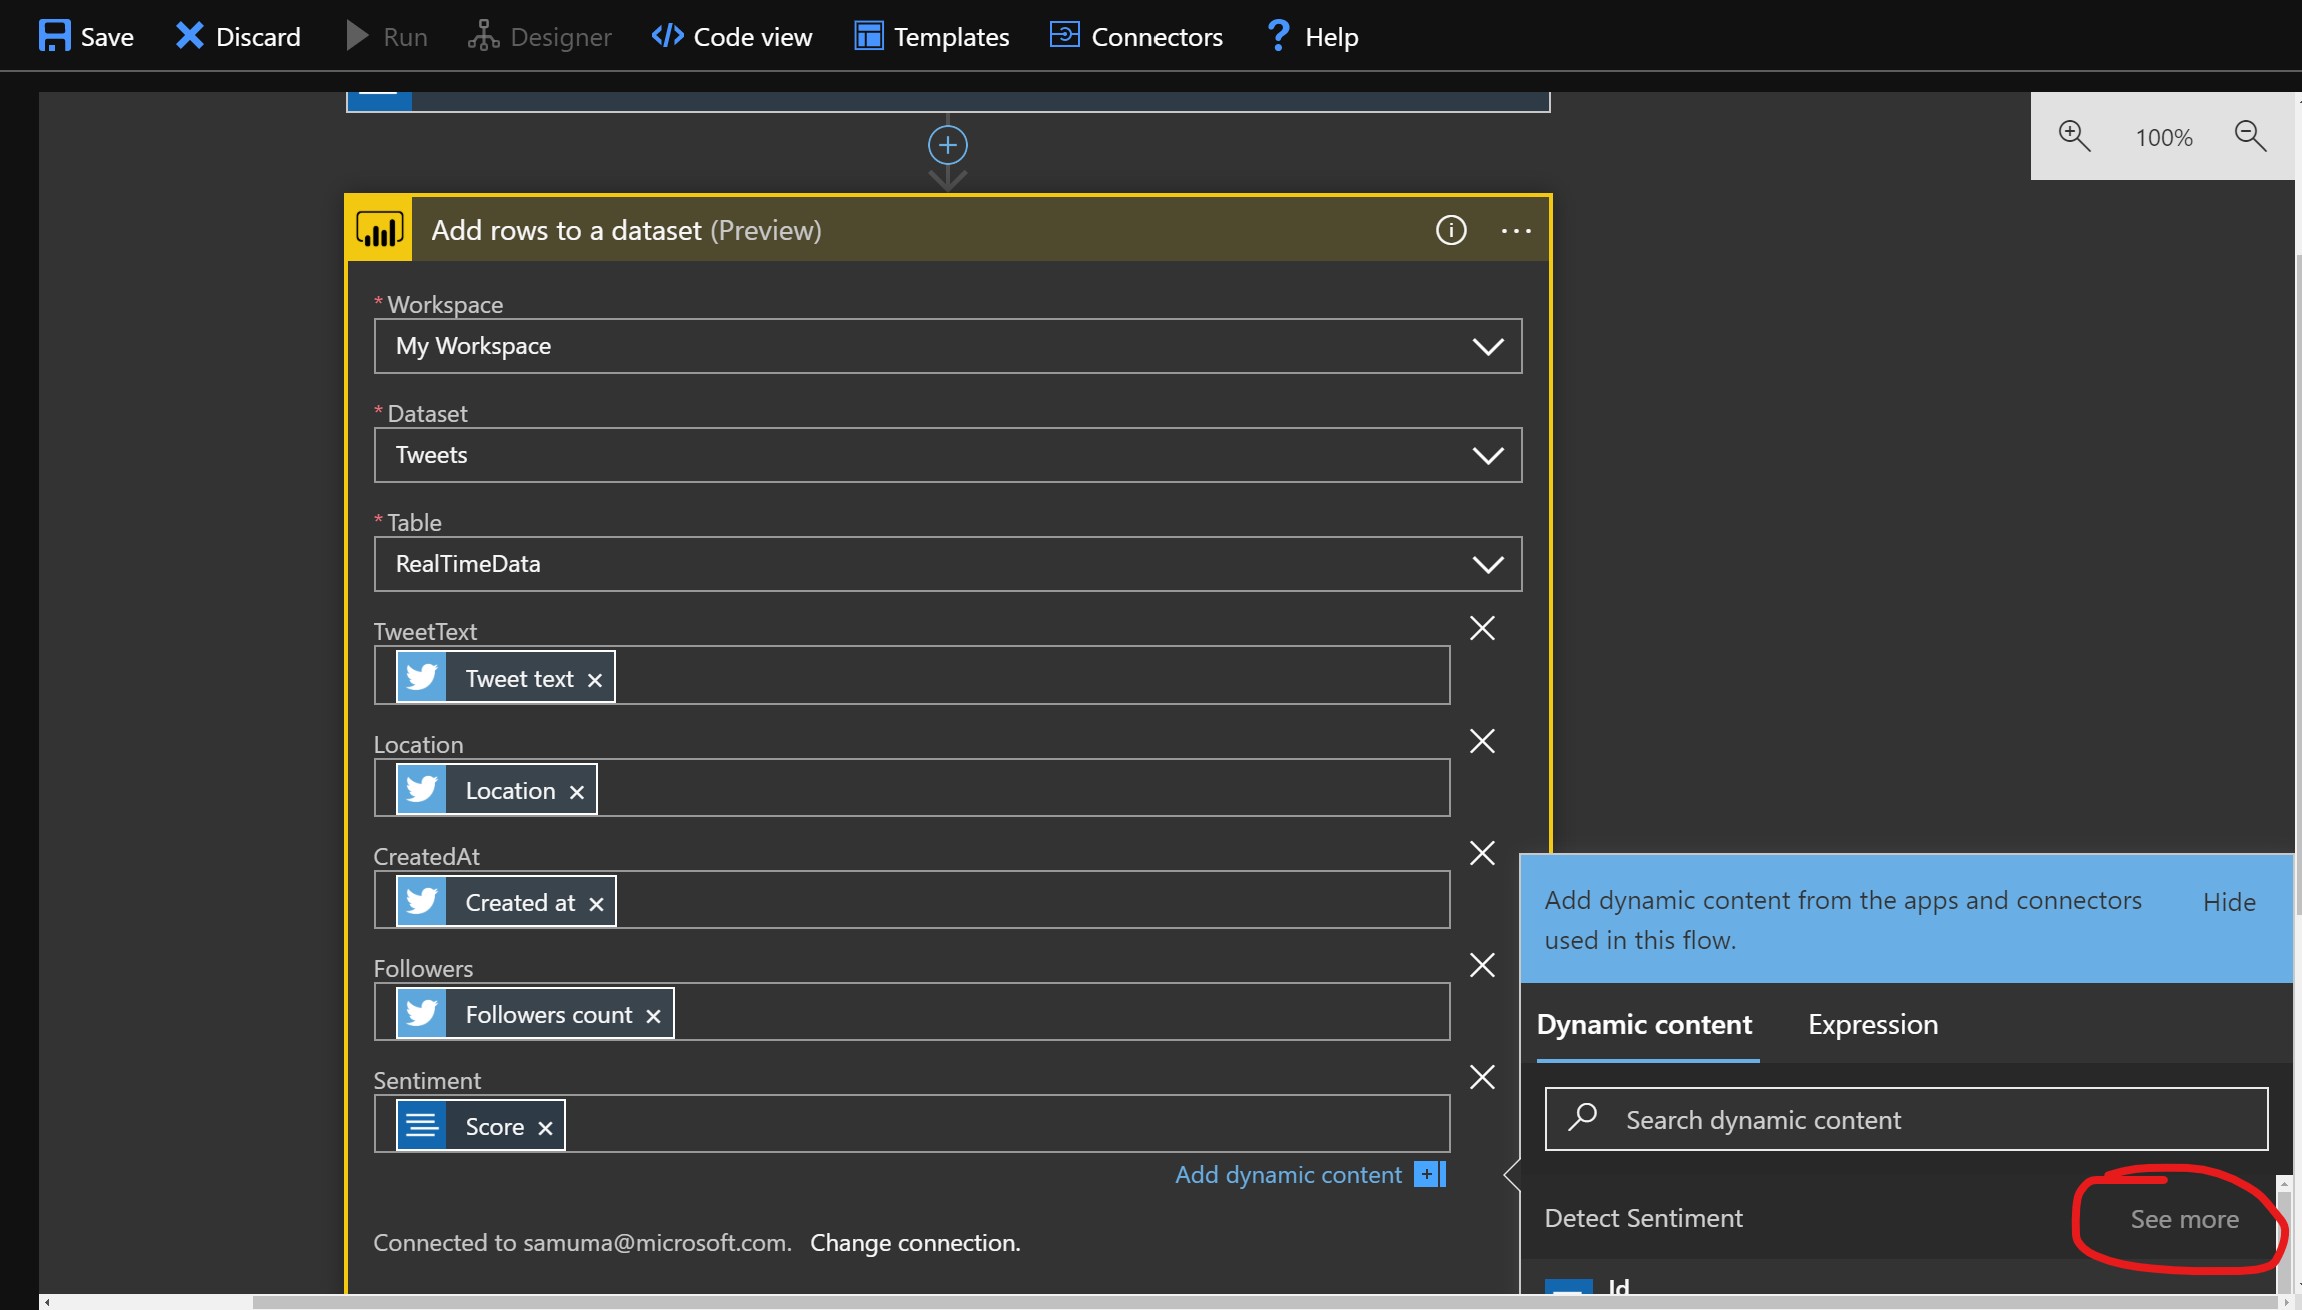 Save Discard Run Designer Code view Templates Connectors Help
100%
Add rows to a dataset (Preview)
* Workspace
My Workspace
* Dataset
Tweets
* Table
RealTimeData
TweetText
Tweet text
Location
Location
CreatedAt
Created at
Followers
Followers count
Sentiment
Score
Add dynamic content
Connected to samuma@microsoft.com. Change connection.
Add dynamic content from the apps and connectors
used in this flow.
Hide
Dynamic content Expression
Search dynamic content
Detect Sentiment See more
Id